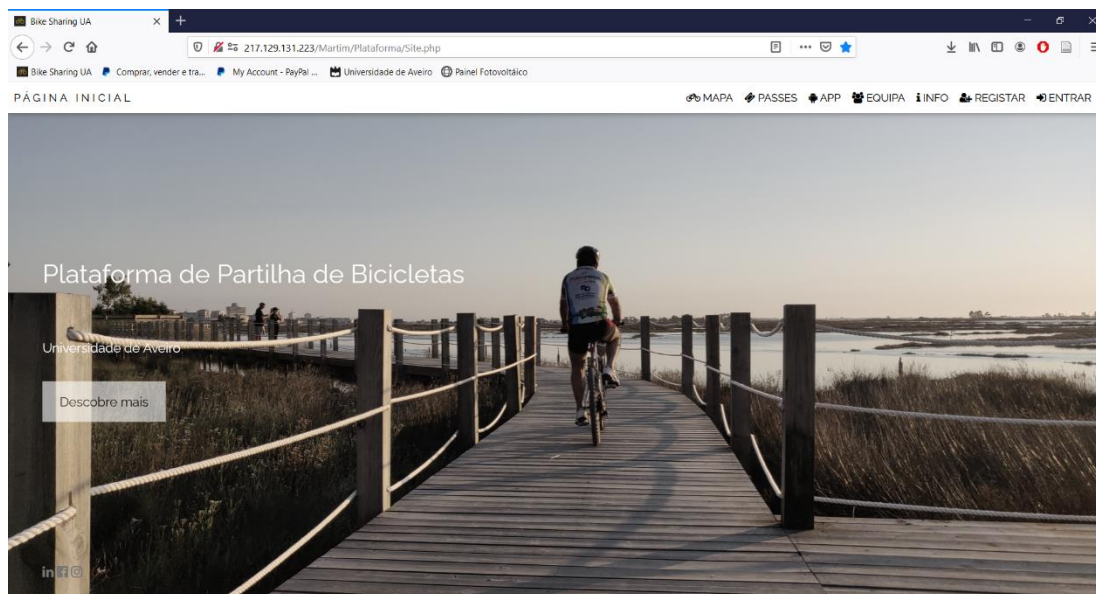 Bike Sharing UA
217.129.131.223/Martim/Plataforma/Site.php
Bike Sharing UA Comprar, vender e tra... My Account - PayPal ... Universidade de Aveiro Painel Fotovoltáico
PÁGINA INICIAL MAPA PASSES APP EQUIPA INFO REGISTAR ENTRAR
Plataforma de Partilha de Bicicletas
Universidade de Aveiro
Descobre mais
in